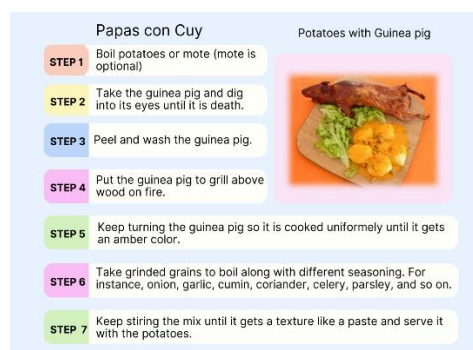 Papas con Cuy
Potatoes with Guinea pig
STEP 1
Boil potatoes or mote (mote is
optional)
STEP 2
Take the guinea pig and dig
into its eyes until it is death.
STEP 3
Peel and wash the guinea pig.
STEP 4
Put the guinea pig to grill above
wood on fire.
STEP 5
Keep turning the guinea pig so it is cooked uniformely until it gets
an amber color.
STEP 6
Take grinded grains to boil along with different seasoning. For
instance, onion, garlic, cumin, coriander, celery, parsley, and so on.
STEP 7
Keep stiring the mix until it gets a texture like a paste and serve it
with the potatoes.